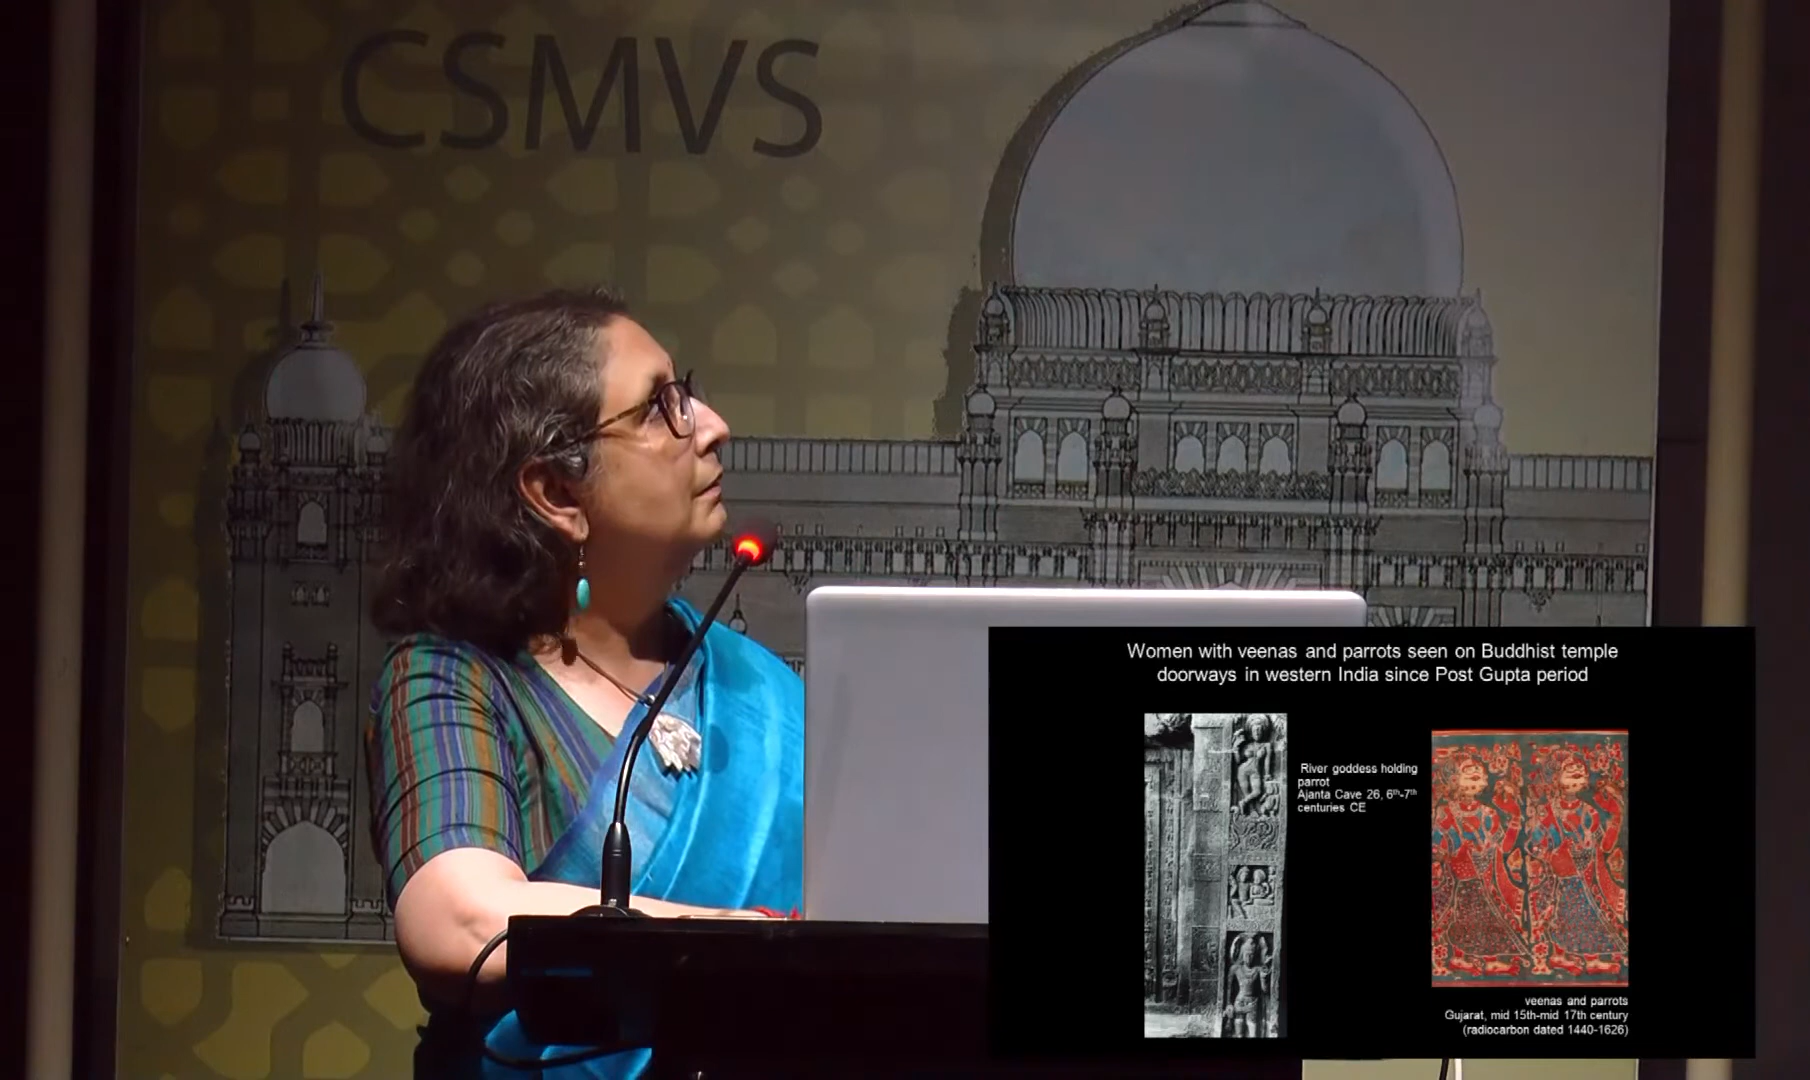 CSMVS
Women with veenas and parrots seen on Buddhist temple
doorways in western India since Post Gupta period
River goddess holding
parrot
Ajanta Cave 26, 6th-7th
centuries CE
veenas and parrots
Gujarat, mid 15th-mid 17th century
(radiocarbon dated 1440-1626)